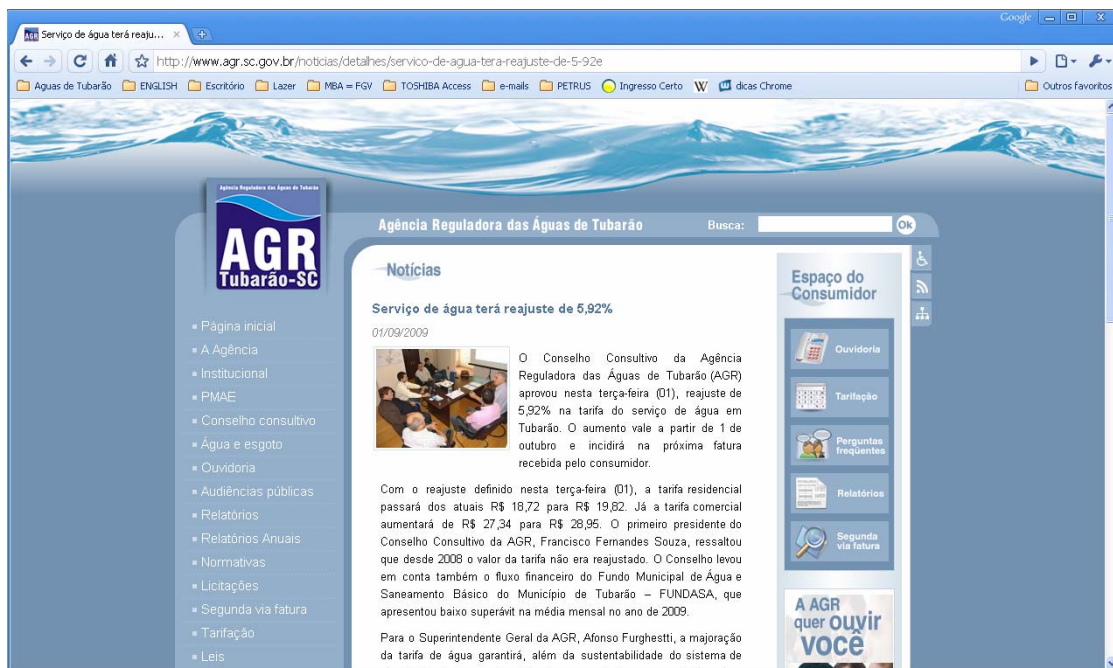 Google
Serviço de água terá reaju...
http://www.agr.sc.gov.br/noticias/detalhes/servico-de-agua-tera-reajuste-de-5-92e
Aguas de Tubarão ENGLISH Escritório Lazer MBA = FGV TOSHIBA Access e-mails PETRUS Ingresso Certo W dicas Chrome Outros favoritos
Agência Reguladora das Águas de Tubarão
AGR
Tubarão-SC
Agência Reguladora das Águas de Tubarão
Busca:
Ok
Página inicial
A Agência
Institucional
PMAE
Conselho consultivo
Água e esgoto
Ouvidoria
Audiências públicas
Relatórios
Relatórios Anuais
Normativas
Licitações
Segunda via fatura
Tarifação
Leis
Notícias
Serviço de água terá reajuste de 5,92%
01/09/2009
O Conselho Consultivo da Agência
Reguladora das Águas de Tubarão (AGR)
aprovou nesta terça-feira (01), reajuste de
5,92% na tarifa do serviço de água em
Tubarão. O aumento vale a partir de 1 de
outubro e incidirá na próxima fatura
recebida pelo consumidor.
Com o reajuste definido nesta terça-feira (01), a tarifa residencial
passará dos atuais R$ 18,72 para R$ 19,82. Já a tarifa comercial
aumentará de R$ 27,34 para R$ 28,95. O primeiro presidente do
Conselho Consultivo da AGR, Francisco Fernandes Souza, ressaltou
que desde 2008 o valor da tarifa não era reajustado. O Conselho levou
em conta também o fluxo financeiro do Fundo Municipal de Água e
Saneamento Básico do Município de Tubarão – FUNDASA, que
apresentou baixo superávit na média mensal no ano de 2009.
Para o Superintendente Geral da AGR, Afonso Furghestti, a majoração
da tarifa de água garantirá, além da sustentabilidade do sistema de
Espaço do
Consumidor
Ouvidoria
Tarifação
Perguntas
freqüentes
Relatórios
Segunda
via fatura
A AGR
quer ouvir
você